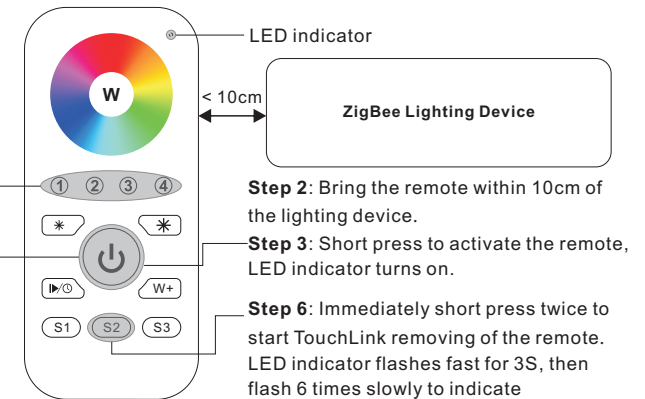 LED indicator
W
< 10cm
ZigBee Lighting Device
1 2 3 4
Step 2: Bring the remote within 10cm of
the lighting device.
Step 3: Short press to activate the remote,
LED indicator turns on.
W+
S1 S2 S3
Step 6: Immediately short press twice to
start TouchLink removing of the remote.
LED indicator flashes fast for 3S, then
flash 6 times slowly to indicate